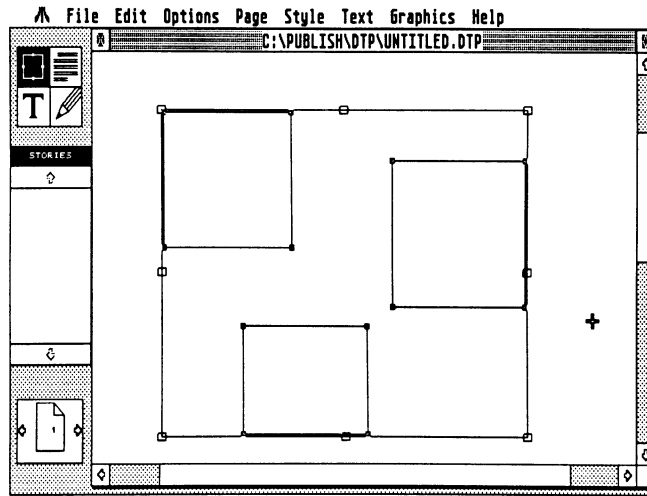 File Edit Options Page Style Text Graphics Help
C:\PUBLISH\DTP\UNTITLED.DTP
T
STORIES
1